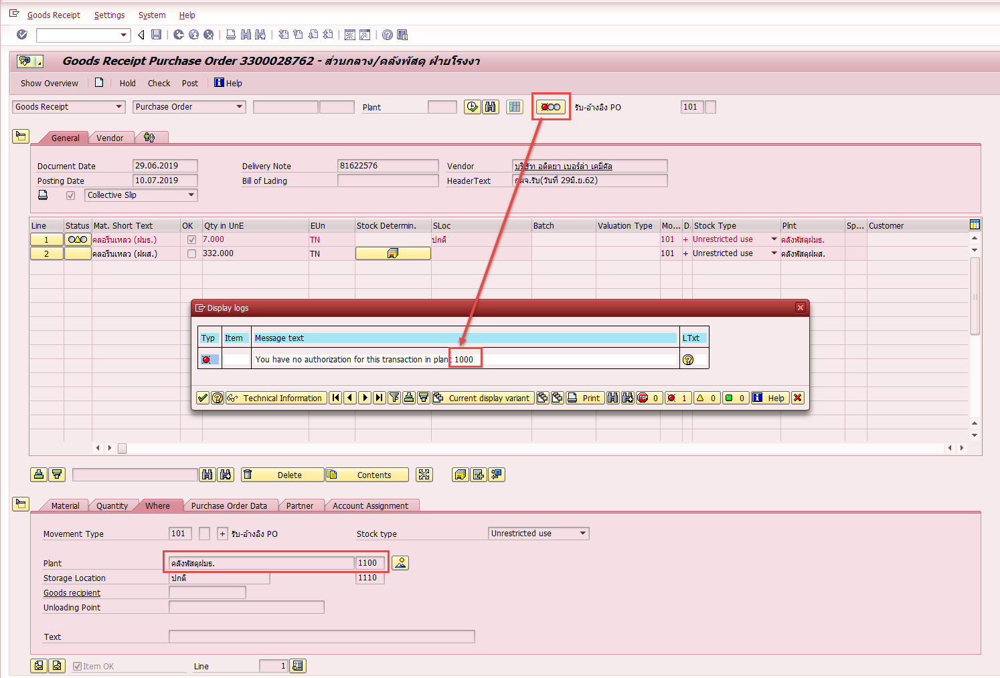 Goods Receipt Settings System Help
Goods Receipt Purchase Order 3300028762 - ส่วนกลาง/คลังพัสดุ ฝ่ายโรงงา
Show Overview Hold Check Post Help
Goods Receipt Purchase Order Plant รับ-อ้างอิง PO 101
General Vendor
Document Date 29.06.2019 Delivery Note 81622576 Vendor บริษัท อดิตยา เบอร์ล่า เคมีคัล
Posting Date 10.07.2019 Bill of Lading HeaderText กผจ.รับ(วันที่ 29มิ.ย.62)
Collective Slip
Line Status Mat. Short Text OK Qty in UnE EUn Stock Determin. SLoc Batch Valuation Type Mo... D. Stock Type Plnt Sp... Customer
1 คลอรีนเหลว (ฝมธ.) 7.000 TN ปกติ 101 + Unrestricted use คลังพัสดุฝมธ.
2 คลอรีนเหลว (ฝผส.) 332.000 TN 101 + Unrestricted use คลังพัสดุฝผส.
Display logs
Typ Item Message text LTxt
You have no authorization for this transaction in plant 1000
Technical Information Current display variant Print STOP 0 1 0 0 Help
Delete Contents
Material Quantity Where Purchase Order Data Partner Account Assignment
Movement Type 101 + รับ-อ้างอิง PO Stock type Unrestricted use
Plant คลังพัสดุฝมธ. 1100
Storage Location ปกติ 1110
Goods recipient
Unloading Point
Text
Item OK Line 1